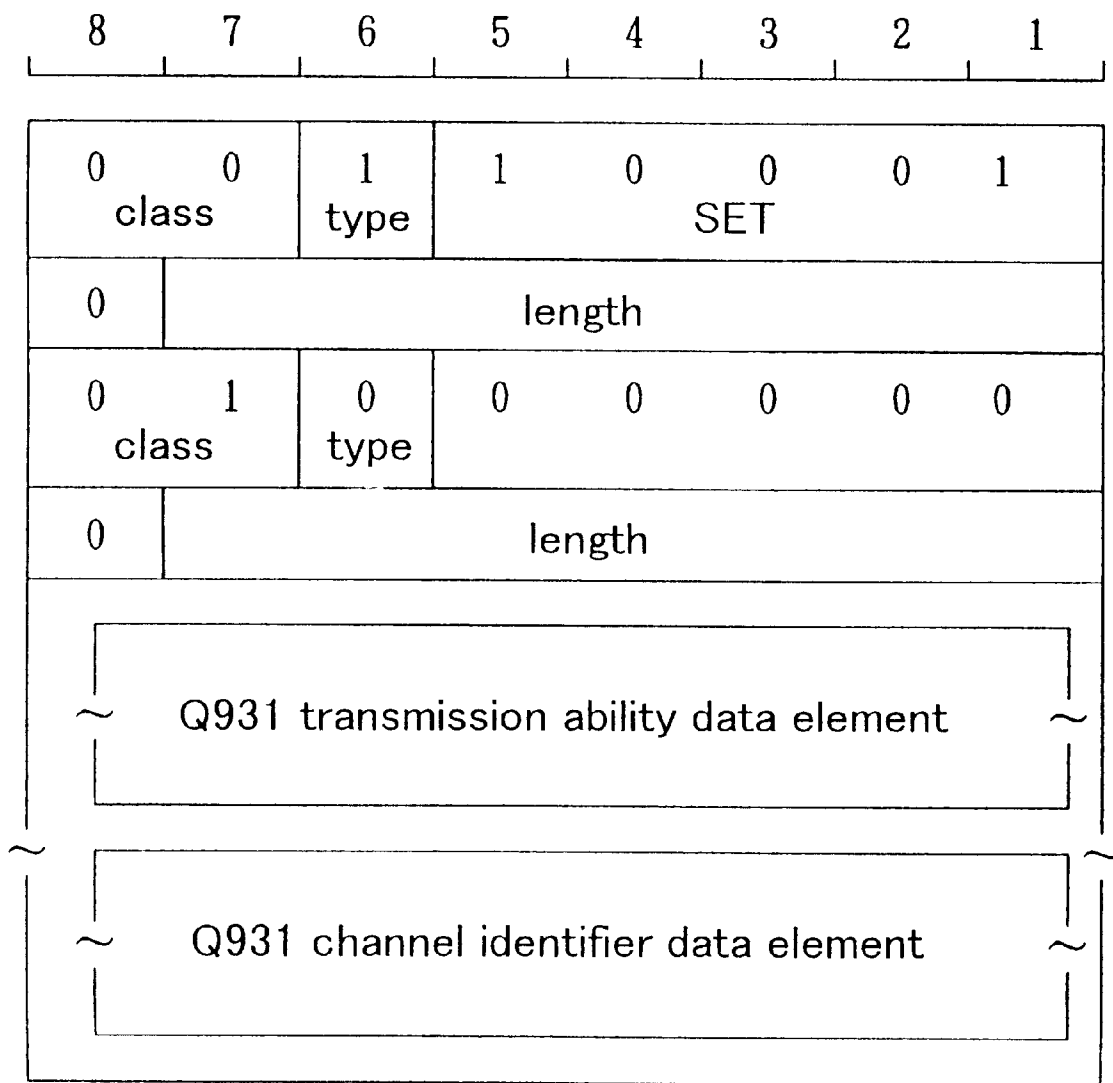 8 7 6 5 4 3 2 1
0 0 1 1 0 0 0 1
class type SET
0 length
0 1 0 0 0 0 0 0
class type
0 length
~ Q931 transmission ability data element ~
~ ~
~ Q931 channel identifier data element ~